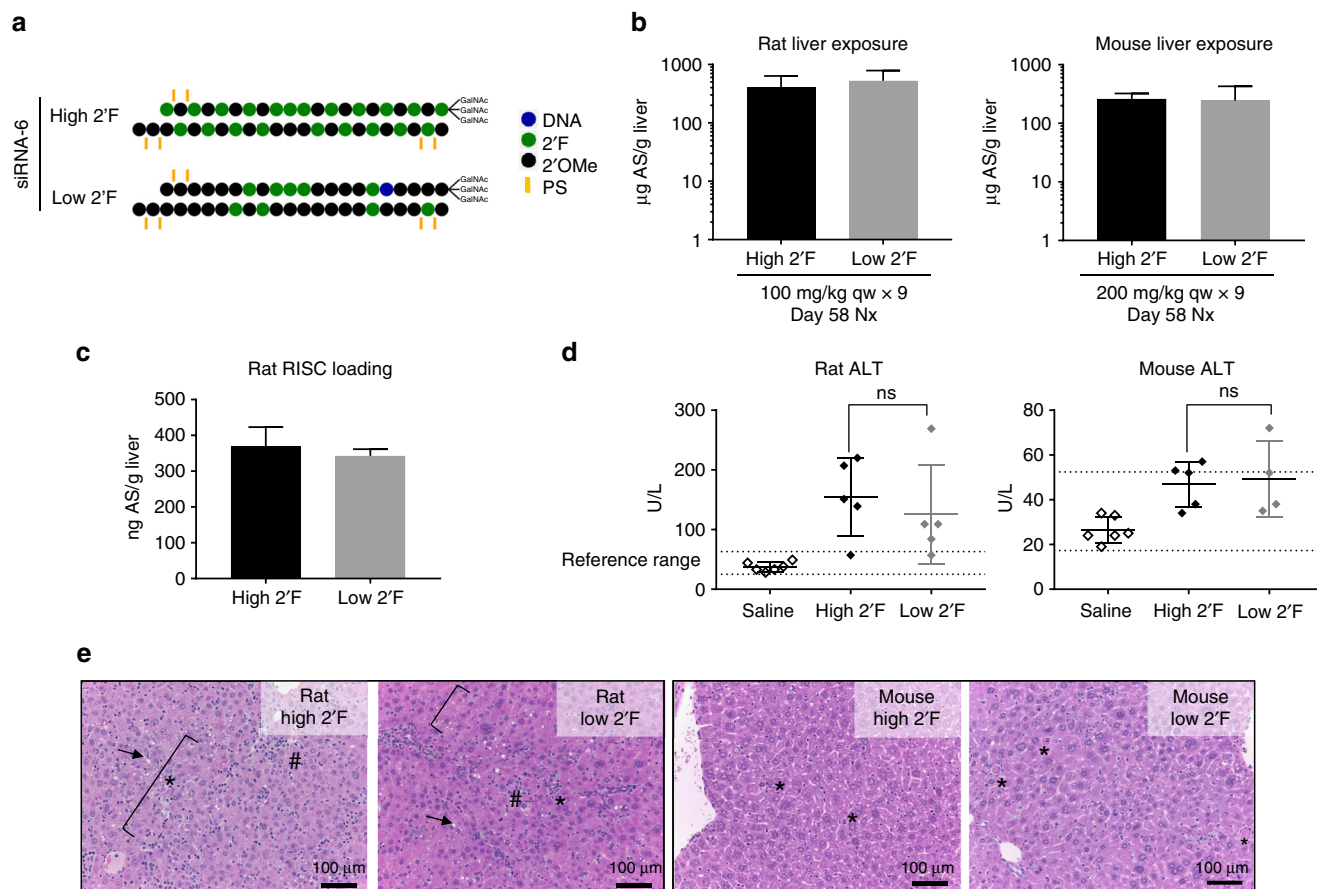 a
siRNA-6
High 2′F
Low 2′F
GalNAc
GalNAc
GalNAc
GalNAc
GalNAc
GalNAc
DNA
2′F
2′OMe
PS
b
Rat liver exposure
µg AS/g liver
1000
100
10
1
High 2′F Low 2′F
100 mg/kg qw × 9
Day 58 Nx
Mouse liver exposure
µg AS/g liver
1000
100
10
1
High 2′F Low 2′F
200 mg/kg qw × 9
Day 58 Nx
c
Rat RISC loading
ng AS/g liver
500
400
300
200
100
0
High 2′F Low 2′F
d
Rat ALT
ns
U/L
300
200
100
0
Reference range
Saline High 2′F Low 2′F
Mouse ALT
ns
U/L
80
60
40
20
0
Saline High 2′F Low 2′F
e
Rat
high 2′F
*
#
100 µm
Rat
low 2′F
# *
100 µm
Mouse
high 2′F
*
*
100 µm
Mouse
low 2′F
*
*
*
100 µm